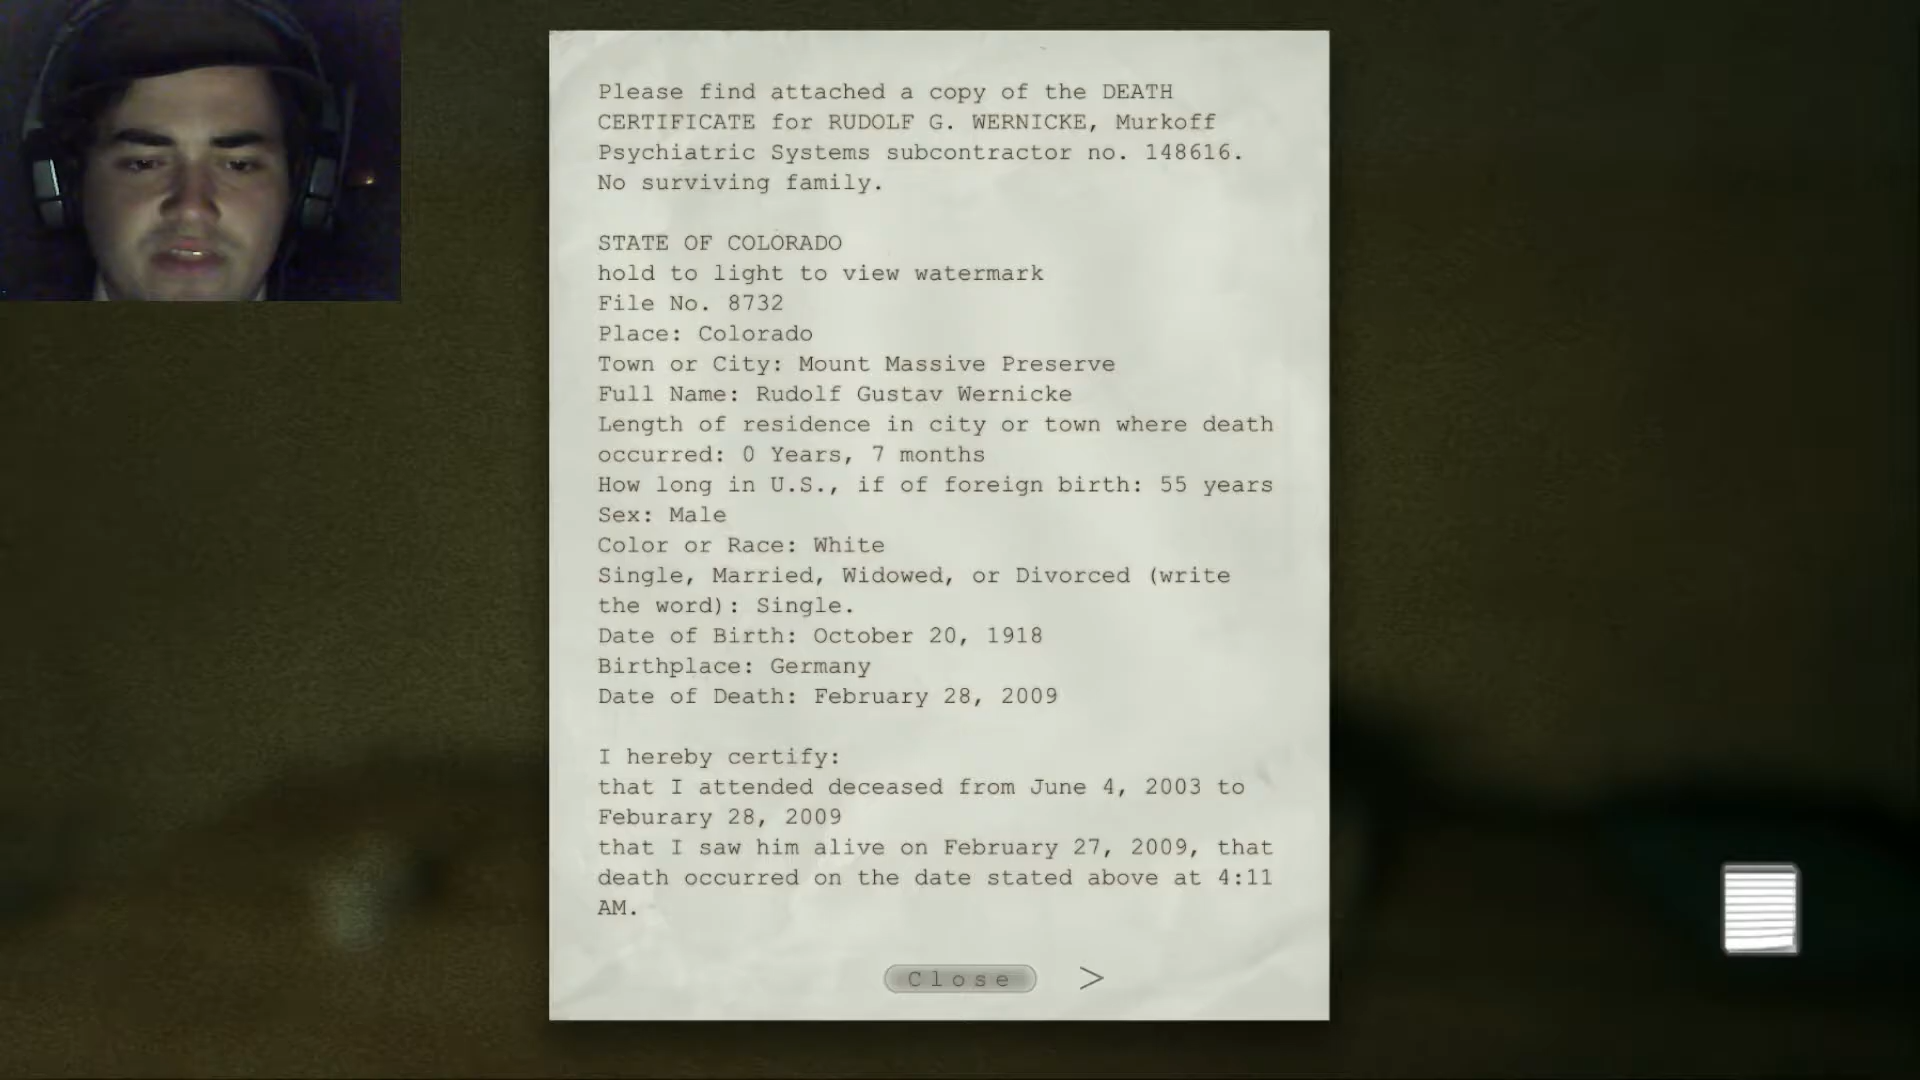 Please find attached a copy of the DEATH
CERTIFICATE for RUDOLF G. WERNICKE, Murkoff
Psychiatric Systems subcontractor no. 148616.
No surviving family.
STATE OF COLORADO
hold to light to view watermark
File No. 8732
Place: Colorado
Town or City: Mount Massive Preserve
Full Name: Rudolf Gustav Wernicke
Length of residence in city or town where death
occurred: 0 Years, 7 months
How long in U.S., if of foreign birth: 55 years
Sex: Male
Color or Race: White
Single, Married, Widowed, or Divorced (write
the word): Single.
Date of Birth: October 20, 1918
Birthplace: Germany
Date of Death: February 28, 2009
I hereby certify:
that I attended deceased from June 4, 2003 to
Feburary 28, 2009
that I saw him alive on February 27, 2009, that
death occurred on the date stated above at 4:11
AM.
Close >